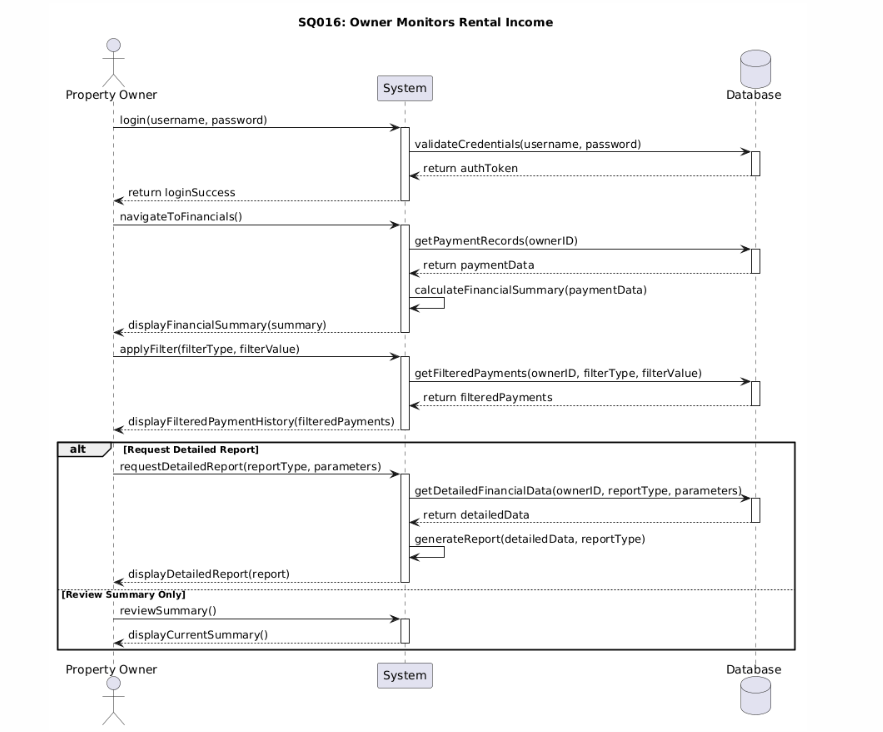 SQ016: Owner Monitors Rental Income
Property Owner
System
Database
login(username, password)
validateCredentials(username, password)
return authToken
return loginSuccess
navigateToFinancials()
getPaymentRecords(ownerID)
return paymentData
calculateFinancialSummary(paymentData)
displayFinancialSummary(summary)
applyFilter(filterType, filterValue)
getFilteredPayments(ownerID, filterType, filterValue)
return filteredPayments
displayFilteredPaymentHistory(filteredPayments)
alt
[Request Detailed Report]
requestDetailedReport(reportType, parameters)
getDetailedFinancialData(ownerID, reportType, parameters)
return detailedData
generateReport(detailedData, reportType)
displayDetailedReport(report)
[Review Summary Only]
reviewSummary()
displayCurrentSummary()
Property Owner
System
Database